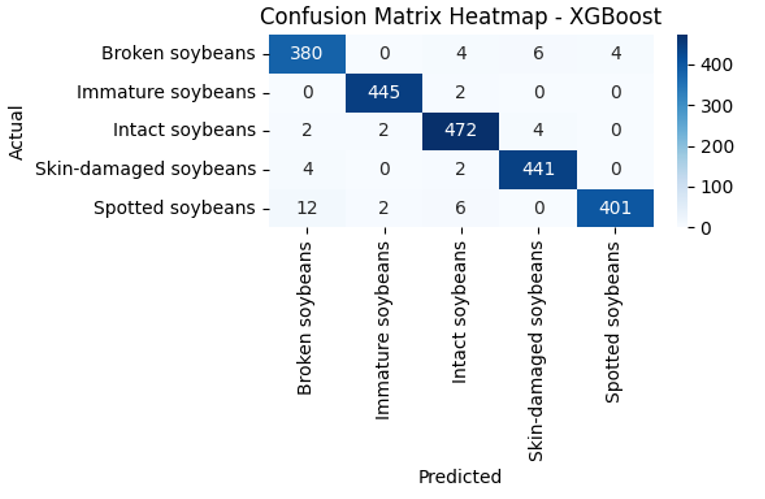 Confusion Matrix Heatmap - XGBoost
Actual
Broken soybeans 380 0 4 6 4
Immature soybeans 0 445 2 0 0
Intact soybeans 2 2 472 4 0
Skin-damaged soybeans 4 0 2 441 0
Spotted soybeans 12 2 6 0 401
400
300
200
100
0
Broken soybeans
Immature soybeans
Intact soybeans
Skin-damaged soybeans
Spotted soybeans
Predicted